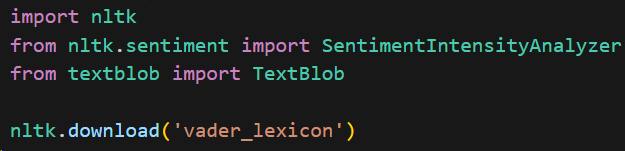 import nltk
from nltk.sentiment import SentimentIntensityAnalyzer
from textblob import TextBlob
nltk.download('vader_lexicon')